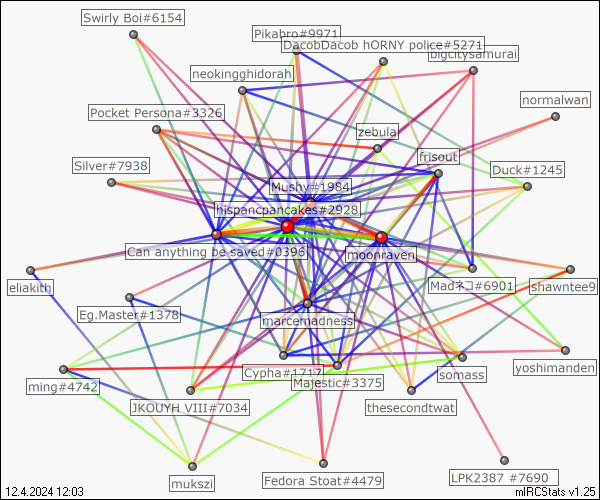 Swirly Boi#6154
Pikabro#9971
DacobDacob hORNY police#5271
bigcitysamurai
neokingghidorah
normalwan
Pocket Persona#3326
zebula
frisout
Silver#7938
Duck#1245
Mushy#1984
hispancpancakes#2928
Can anything be saved#0396
moonraven
eliakith
Madネコ#6901
shawntee9
Eg.Master#1378
marcemadness
Cypha#1717
yoshimanden
ming#4742
Majestic#3375
somass
JKOUYH VIII#7034
thesecondtwat
mukszi
Fedora Stoat#4479
LPK2387 #7690
12.4.2024 12:03
mIRCStats v1.25